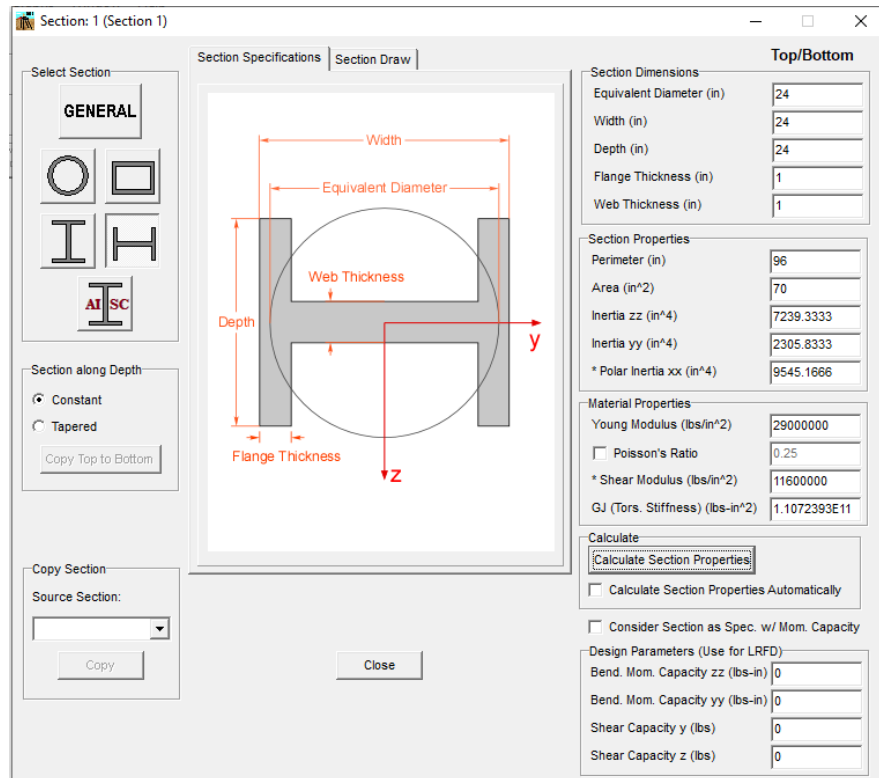 Section: 1 (Section 1)
Select Section
GENERAL
AISC
Section along Depth
Constant
Tapered
Copy Top to Bottom
Copy Section
Source Section:
Copy
Section Specifications
Section Draw
Width
Equivalent Diameter
Web Thickness
Depth
y
Flange Thickness
z
Close
Top/Bottom
Section Dimensions
Equivalent Diameter (in) 24
Width (in) 24
Depth (in) 24
Flange Thickness (in) 1
Web Thickness (in) 1
Section Properties
Perimeter (in) 96
Area (in^2) 70
Inertia zz (in^4) 7239.3333
Inertia yy (in^4) 2305.8333
* Polar Inertia xx (in^4) 9545.1666
Material Properties
Young Modulus (lbs/in^2) 29000000
Poisson's Ratio 0.25
* Shear Modulus (lbs/in^2) 11600000
GJ (Tors. Stiffness) (lbs-in^2) 1.1072393E11
Calculate
Calculate Section Properties
Calculate Section Properties Automatically
Consider Section as Spec. w/ Mom. Capacity
Design Parameters (Use for LRFD)
Bend. Mom. Capacity zz (lbs-in) 0
Bend. Mom. Capacity yy (lbs-in) 0
Shear Capacity y (lbs) 0
Shear Capacity z (lbs) 0